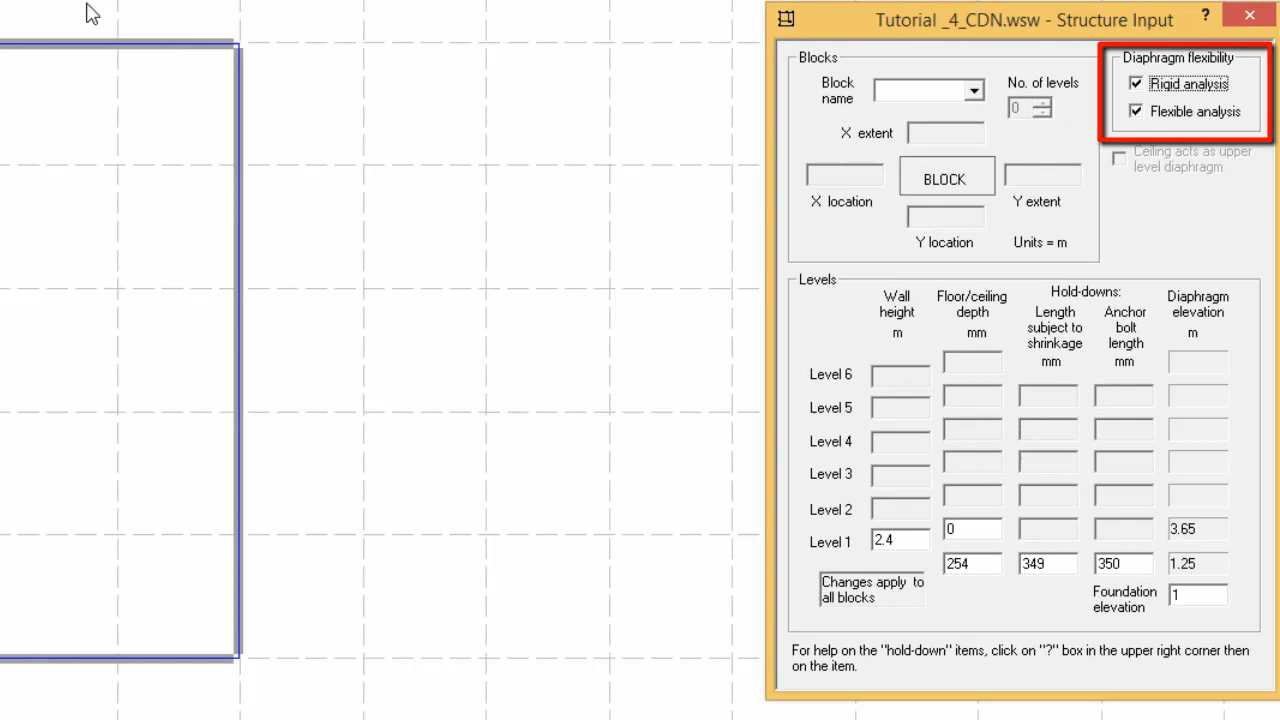 Tutorial _4_CDN.wsw - Structure Input
?
Blocks
Block
name
No. of levels
0
X extent
BLOCK
X location
Y extent
Y location
Units = m
Diaphragm flexibility
Rigid analysis
Flexible analysis
Ceiling acts as upper
level diaphragm
Levels
Wall
height
m
Floor/ceiling
depth
mm
Hold-downs:
Length
subject to
shrinkage
mm
Anchor
bolt
length
mm
Diaphragm
elevation
m
Level 6
Level 5
Level 4
Level 3
Level 2
0
3.65
Level 1
2.4
254
349
350
1.25
Changes apply to
all blocks
Foundation
elevation
1
For help on the "hold-down" items, click on "?" box in the upper right corner then
on the item.